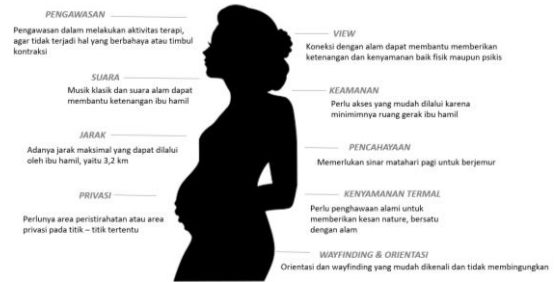 PENGAWASAN
Pengawasan dalam melakukan aktivitas terapi,
agar tidak terjadi hal yang berbahaya atau timbul
kontraksi
SUARA
Musik klasik dan suara alam dapat
membantu ketenangan ibu hamil
JARAK
Adanya jarak maksimal yang dapat dilalui
oleh ibu hamil, yaitu 3,2 km
PRIVASI
Perlunya area peristirahatan atau area
privasi pada titik – titik tertentu
VIEW
Koneksi dengan alam dapat membantu memberikan
ketenangan dan kenyamanan baik fisik maupun psikis
KEAMANAN
Perlu akses yang mudah dilalui karena
minimimnya ruang gerak ibu hamil
PENCAHAYAAN
Memerlukan sinar matahari pagi untuk berjemur
KENYAMANAN TERMAL
Perlu penghawaan alami untuk
memberikan kesan nature, bersatu
dengan alam
WAYFINDING & ORIENTASI
Orientasi dan wayfinding yang mudah dikenali dan tidak membingungkan